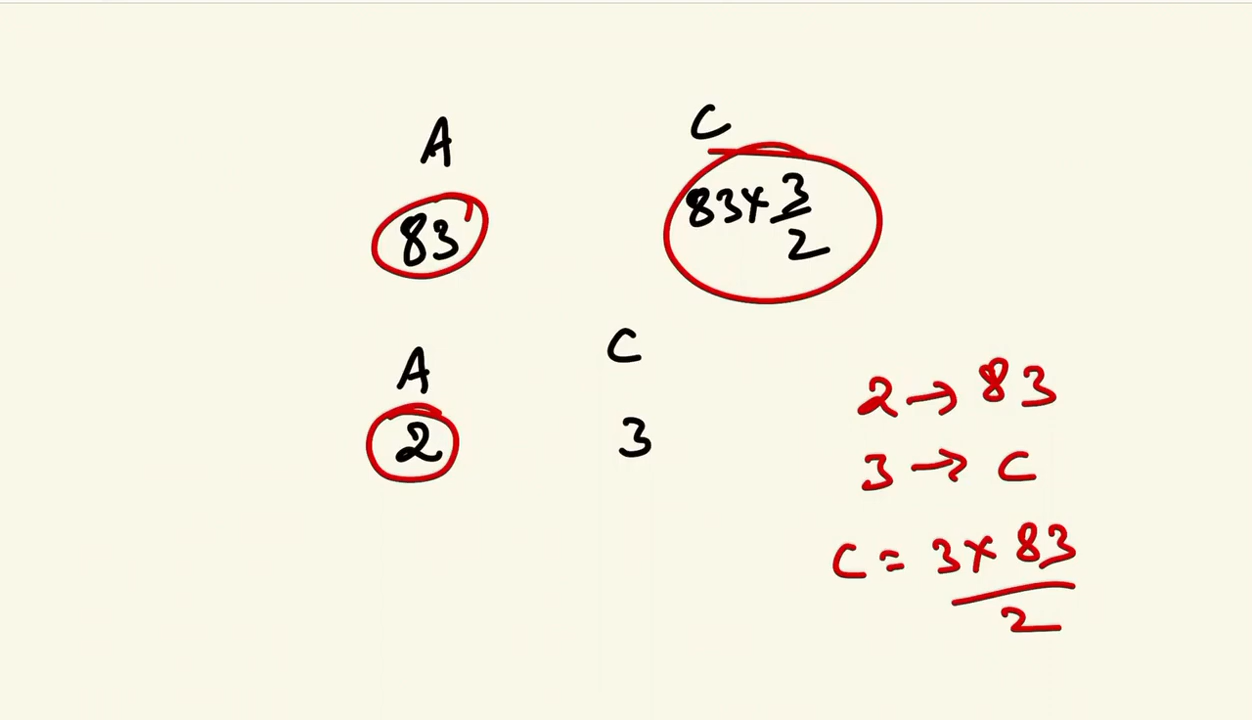 A C
83 83 × 3/2
A C
2 3
2 → 83
3 → C
C = 3 × 83
2